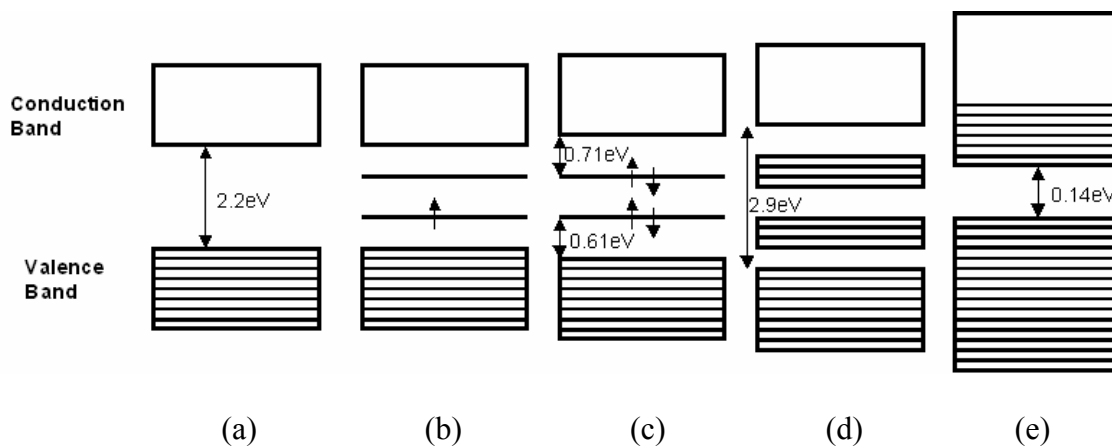 Conduction
Band
0.71eV
2.2eV
2.9eV
0.14eV
0.61eV
Valence
Band
(a) (b) (c) (d) (e)